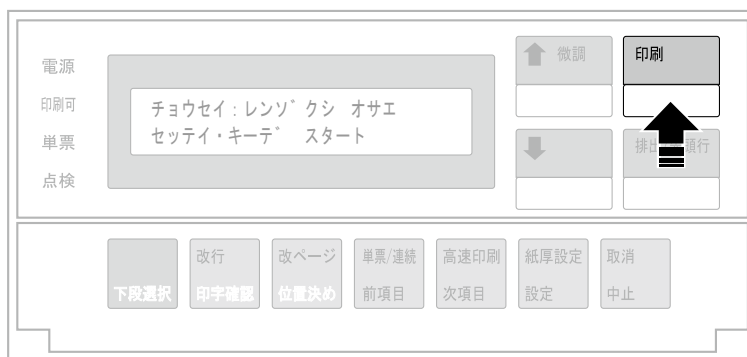 電源
印刷可
単票
点検
チョウセイ：レンゾクシ オサエ
セッテイ・キーデ スタート
微調
印刷
排出
頭行
下段選択
改行
印字確認
改ページ
位置決め
単票/連続
前項目
高速印刷
次項目
紙厚設定
設定
取消
中止